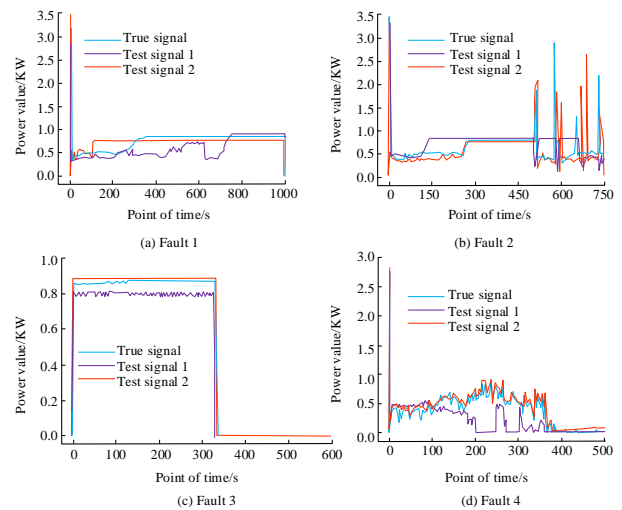 3.5
3.0
2.5
2.0
1.5
1.0
0.5
0.0
Power value/KW
True signal
Test signal 1
Test signal 2
0 200 400 600 800 1000
Point of time/s
(a) Fault 1
3.5
3.0
2.5
2.0
1.5
1.0
0.5
0.0
Power value/KW
True signal
Test signal 1
Test signal 2
0 150 300 450 600 750
Point of time/s
(b) Fault 2
1.0
0.8
0.6
0.4
0.2
0.0
Power value/KW
True signal
Test signal 1
Test signal 2
0 100 200 300 400 500 600
Point of time/s
(c) Fault 3
3.0
2.5
2.0
1.5
1.0
0.5
0.0
Power value/KW
True signal
Test signal 1
Test signal 2
0 100 200 300 400 500
Point of time/s
(d) Fault 4